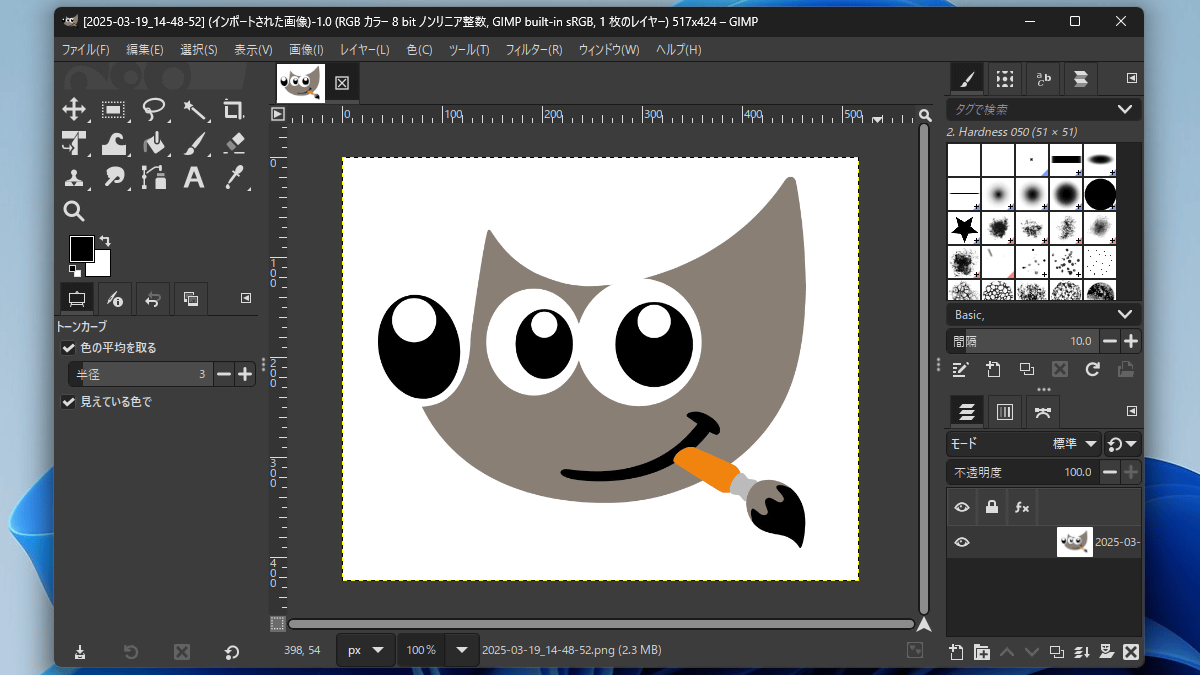 [2025-03-19_14-48-52] (インポートされた画像)-1.0 (RGB カラー 8 bit ノンリニア整数, GIMP built-in sRGB, 1 枚のレイヤー) 517x424 – GIMP
ファイル(F) 編集(E) 選択(S) 表示(V) 画像(I) レイヤー(L) 色(C) ツール(T) フィルター(R) ウィンドウ(W) ヘルプ(H)
0 100 200 300 400 500
0
100
200
300
400
トーンカーブ
色の平均を取る
半径 3
見えている色で
タグで検索
2. Hardness 050 (51 × 51)
Basic,
間隔 10.0
モード 標準
不透明度 100.0
fx
2025-03-
398, 54 px 100% 2025-03-19_14-48-52.png (2.3 MB)